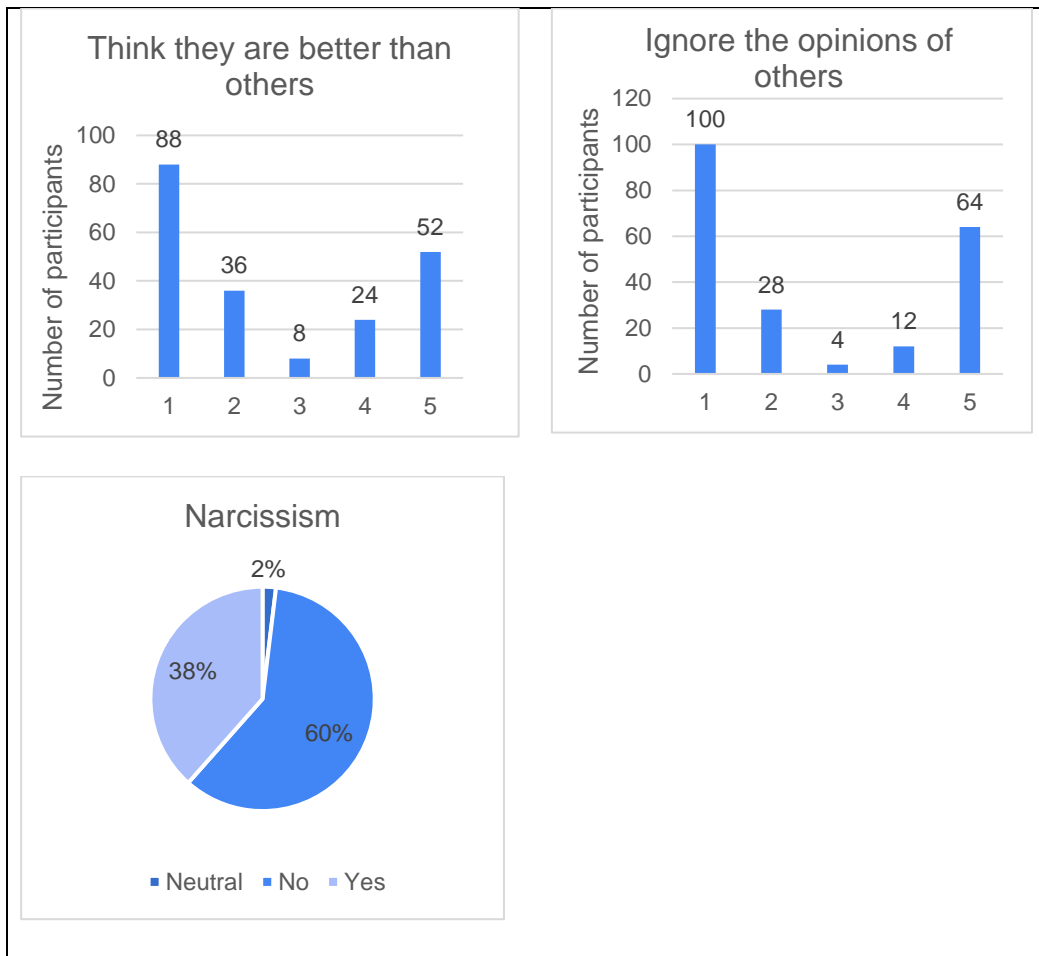 Think they are better than
others
Number of participants
100
80
60
40
20
0
88
36
8
24
52
1 2 3 4 5
Ignore the opinions of
others
Number of participants
120
100
80
60
40
20
0
100
28
4
12
64
1 2 3 4 5
Narcissism
2%
38%
60%
Neutral No Yes